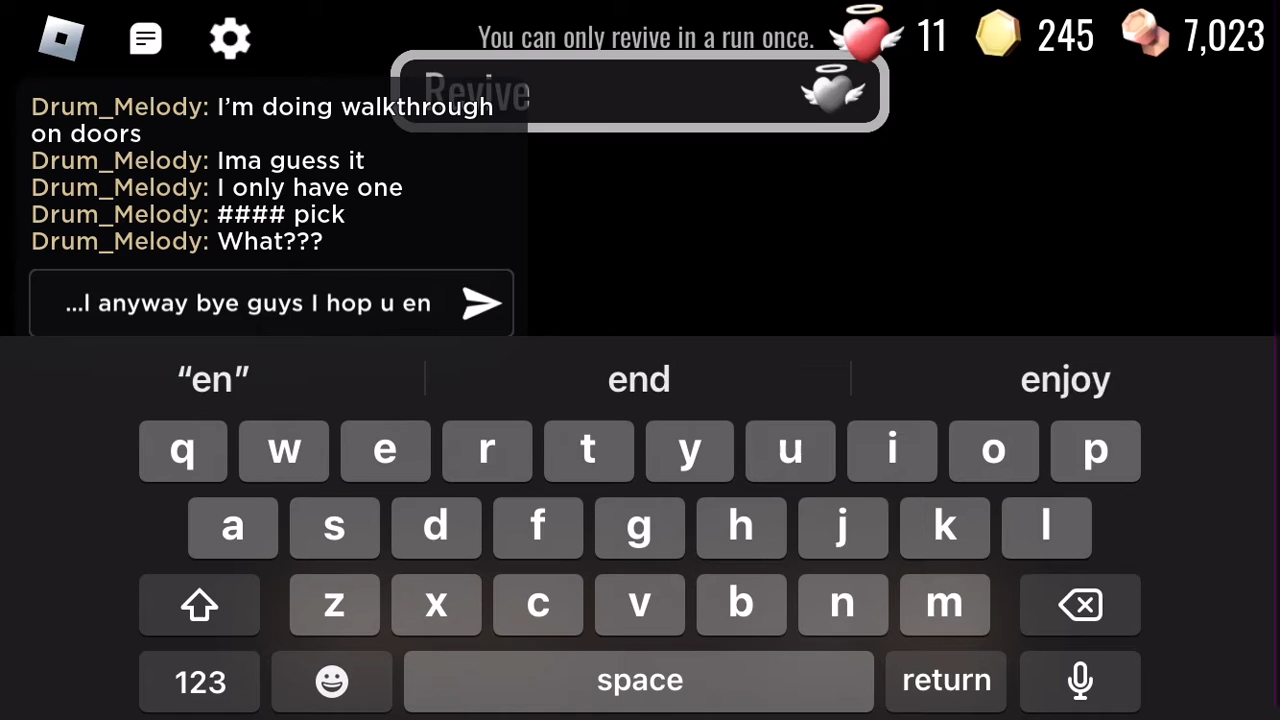 You can only revive in a run once.
11
245
7,023
Revive
Drum_Melody: I'm doing walkthrough
on doors
Drum_Melody: Ima guess it
Drum_Melody: I only have one
Drum_Melody: #### pick
Drum_Melody: What???
...l anyway bye guys I hop u en
“en”
end
enjoy
q w e r t y u i o p
a s d f g h j k l
z x c v b n m
123
space
return